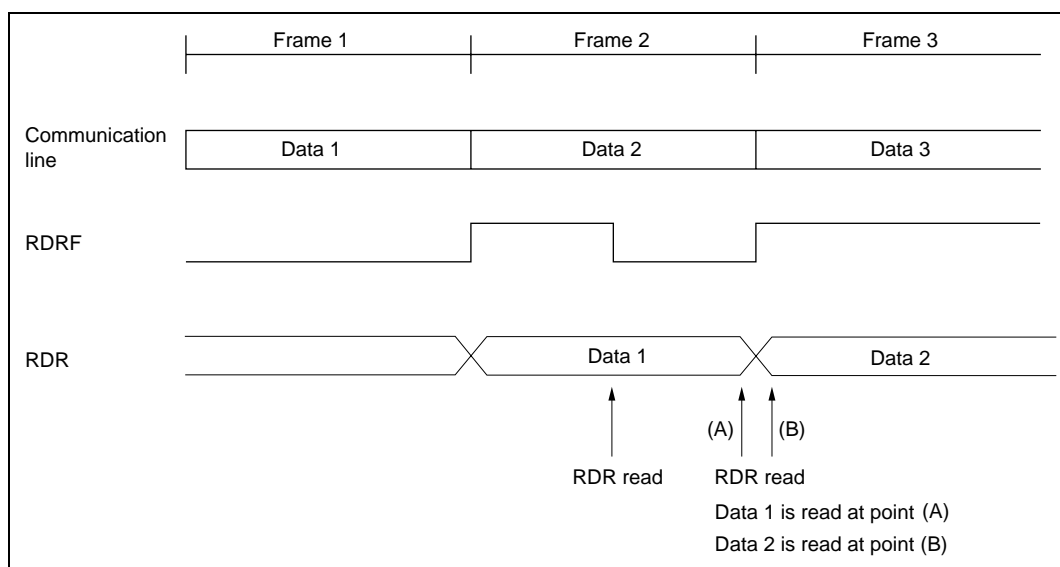 Frame 1 Frame 2 Frame 3
Communication
line
Data 1 Data 2 Data 3
RDRF
RDR
Data 1 Data 2
(A) (B)
RDR read RDR read
Data 1 is read at point (A)
Data 2 is read at point (B)